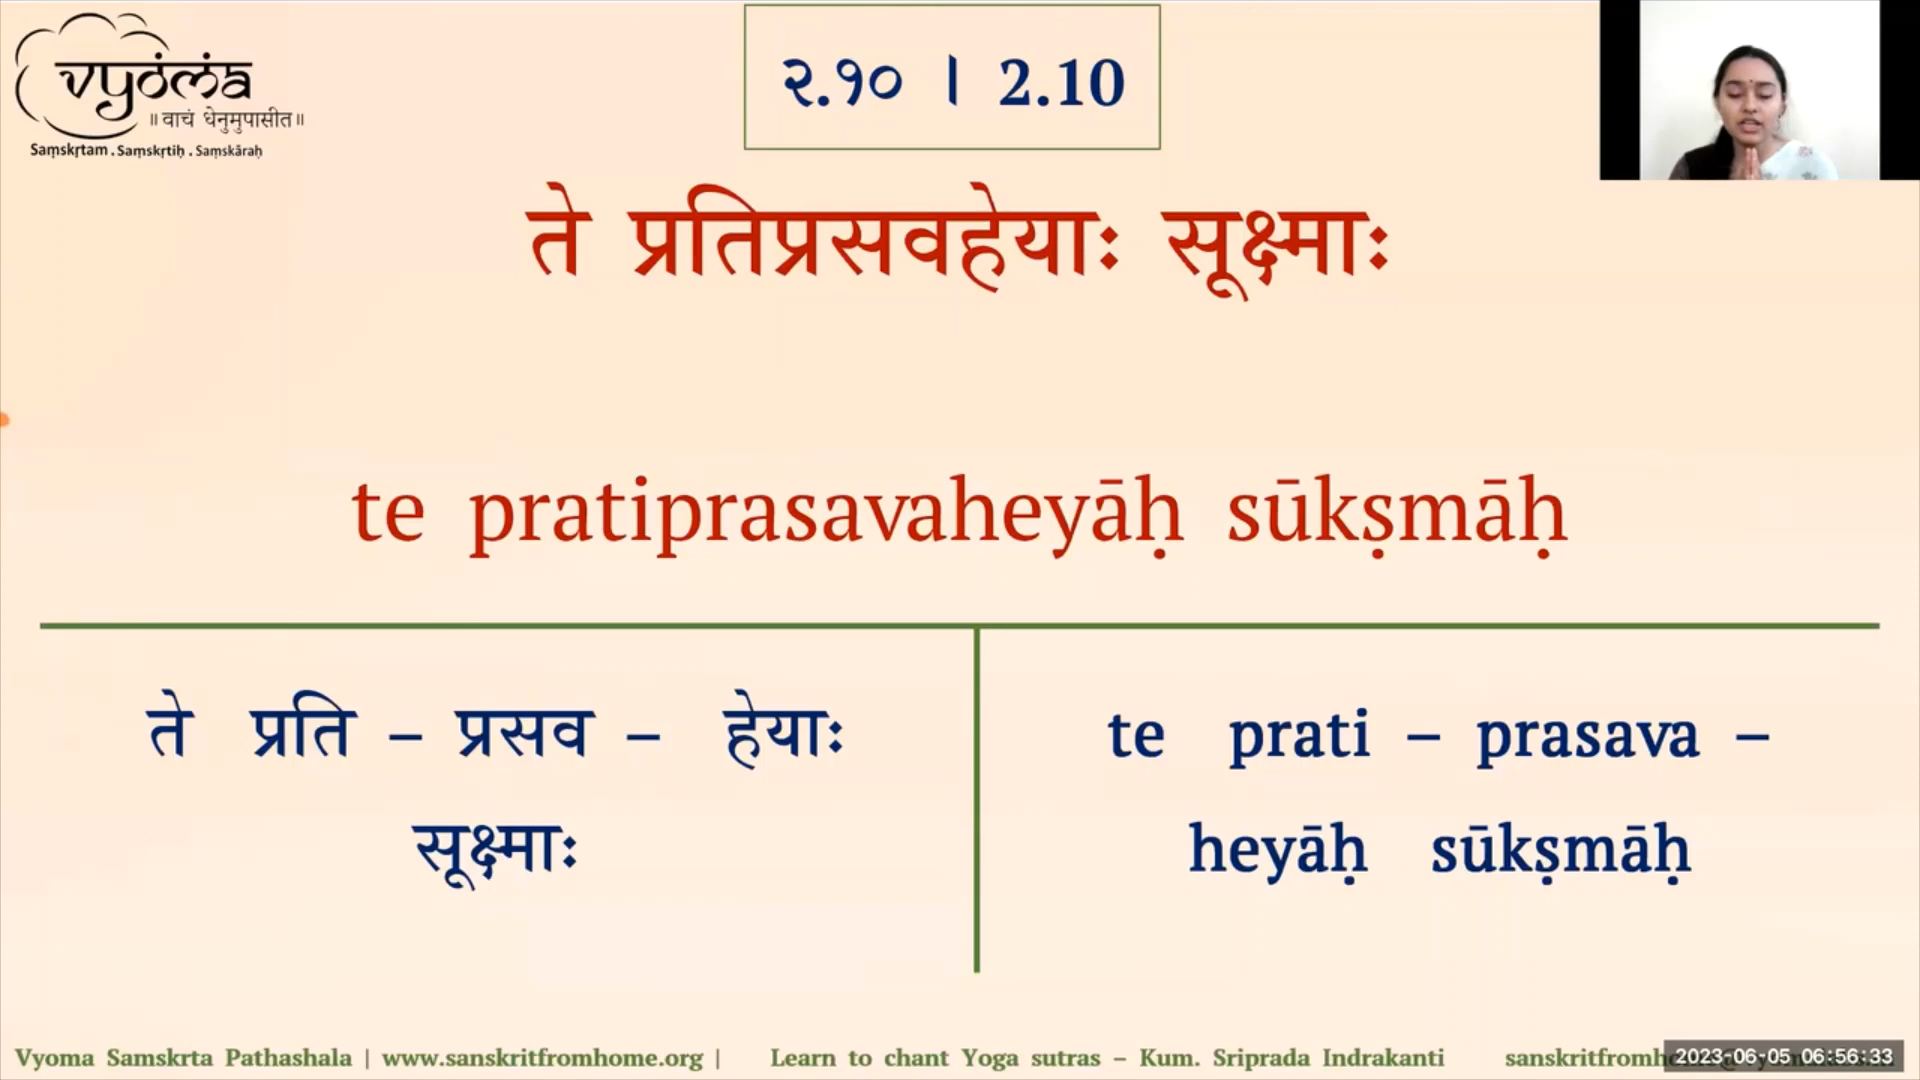 vyoma
॥ वाचं धेनुमुपासीत॥
Saṃskṛtam . Saṃskṛtiḥ . Saṃskāraḥ
२.१० । 2.10
ते प्रतिप्रसवहेयाः सूक्ष्माः
te pratiprasavaheyāḥ sūkṣmāḥ
ते प्रति – प्रसव – हेयाः
सूक्ष्माः
te prati – prasava –
heyāḥ sūkṣmāḥ
Vyoma Samskrta Pathashala | www.sanskritfromhome.org | Learn to chant Yoga sutras – Kum. Sriprada Indrakanti
2023-06-05 06:56:33